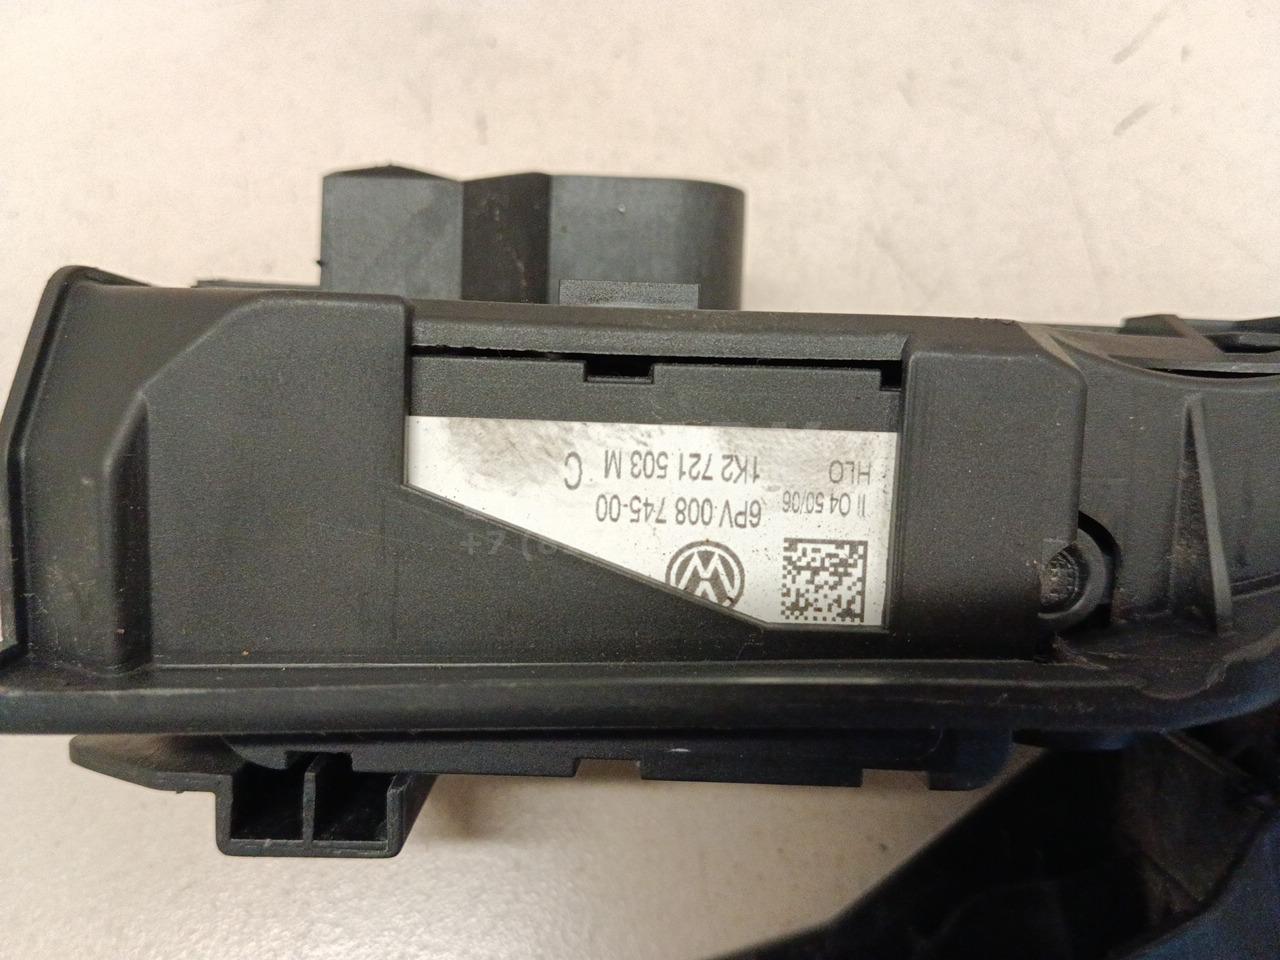 6PV 008 745-00
1K2 721 503 M C
II 04 50/06
HLO